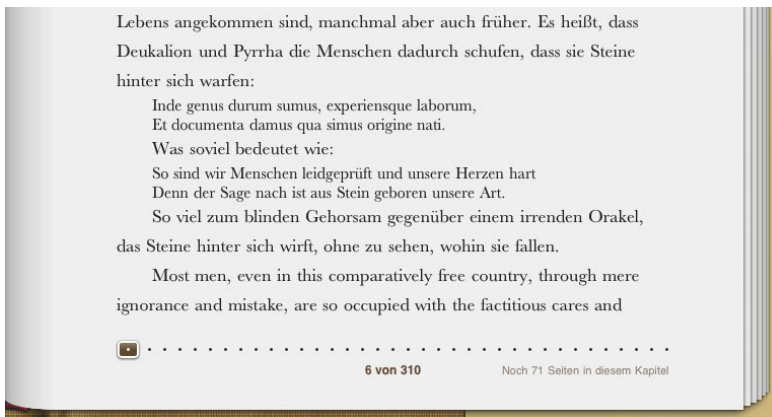 Lebens angekommen sind, manchmal aber auch früher. Es heißt, dass
Deukalion und Pyrrha die Menschen dadurch schufen, dass sie Steine
hinter sich warfen:
Inde genus durum sumus, experiensque laborum,
Et documenta damus qua simus origine nati.
Was soviel bedeutet wie:
So sind wir Menschen leidgeprüft und unsere Herzen hart
Denn der Sage nach ist aus Stein geboren unsere Art.
So viel zum blinden Gehorsam gegenüber einem irrenden Orakel,
das Steine hinter sich wirft, ohne zu sehen, wohin sie fallen.
Most men, even in this comparatively free country, through mere
ignorance and mistake, are so occupied with the factitious cares and
6 von 310 Noch 71 Seiten in diesem Kapitel